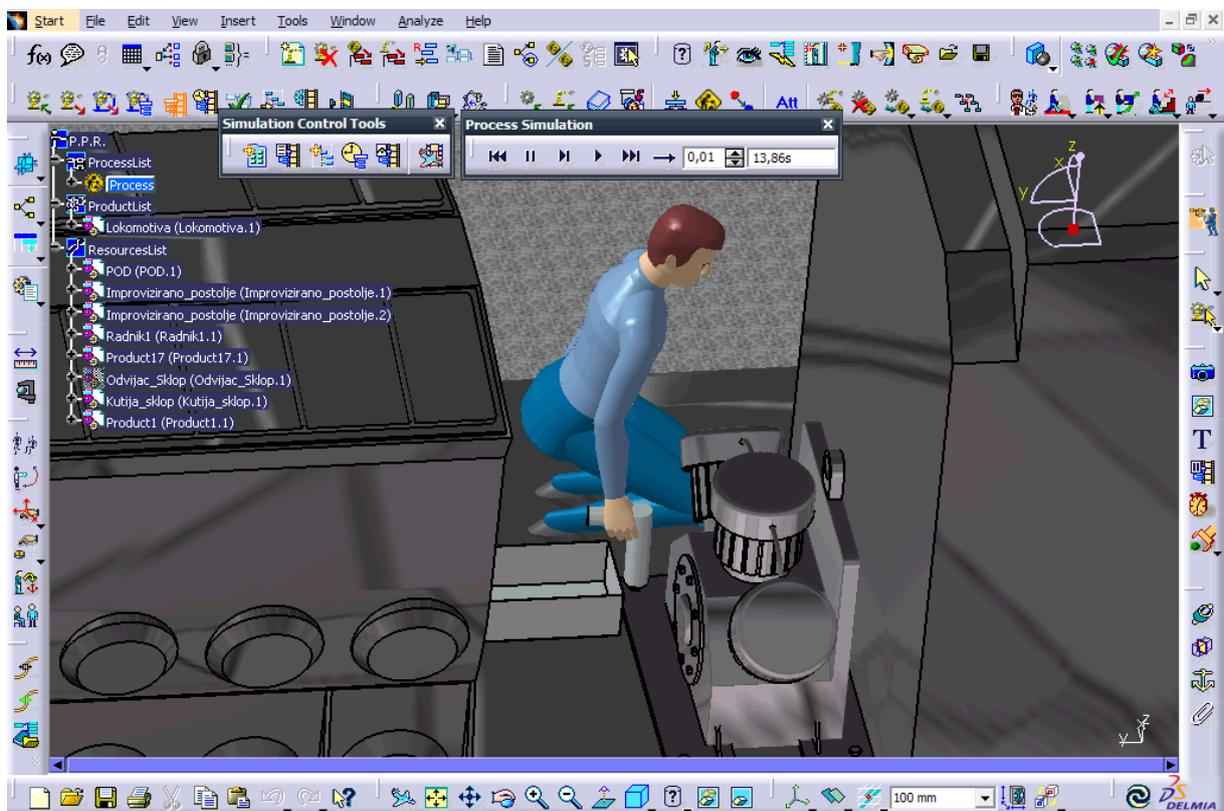 Start File Edit View Insert Tools Window Analyze Help
f(x)
Att
Simulation Control Tools
Process Simulation
0,01 13,86s
P.P.R.
ProcessList
Process
ProductList
Lokomotiva (Lokomotiva.1)
ResourcesList
POD (POD.1)
Improvizirano_postolje (Improvizirano_postolje.1)
Improvizirano_postolje (Improvizirano_postolje.2)
Radnik1 (Radnik1.1)
Product17 (Product17.1)
Odvijac_Sklop (Odvijac_Sklop.1)
Kutija_sklop (Kutija_sklop.1)
Product1 (Product1.1)
z
x
y
T
z
x
y
100 mm
DS
DELMIA